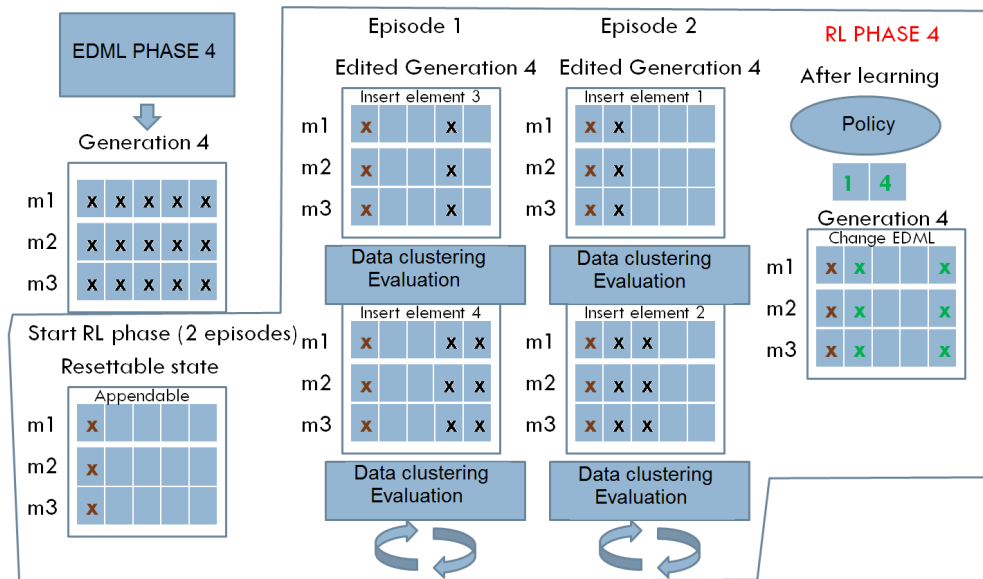 EDML PHASE 4
Generation 4
m1 x x x x x
m2 x x x x x
m3 x x x x x
Start RL phase (2 episodes)
Resettable state
Appendable
m1 x
m2 x
m3 x
Episode 1
Edited Generation 4
Insert element 3
m1 x x
m2 x x
m3 x x
Data clustering
Evaluation
Insert element 4
m1 x x x
m2 x x x
m3 x x x
Data clustering
Evaluation
Episode 2
Edited Generation 4
Insert element 1
m1 x x
m2 x x
m3 x x
Data clustering
Evaluation
Insert element 2
m1 x x x
m2 x x x
m3 x x x
Data clustering
Evaluation
RL PHASE 4
After learning
Policy
1 4
Generation 4
Change EDML
m1 x x x
m2 x x x
m3 x x x